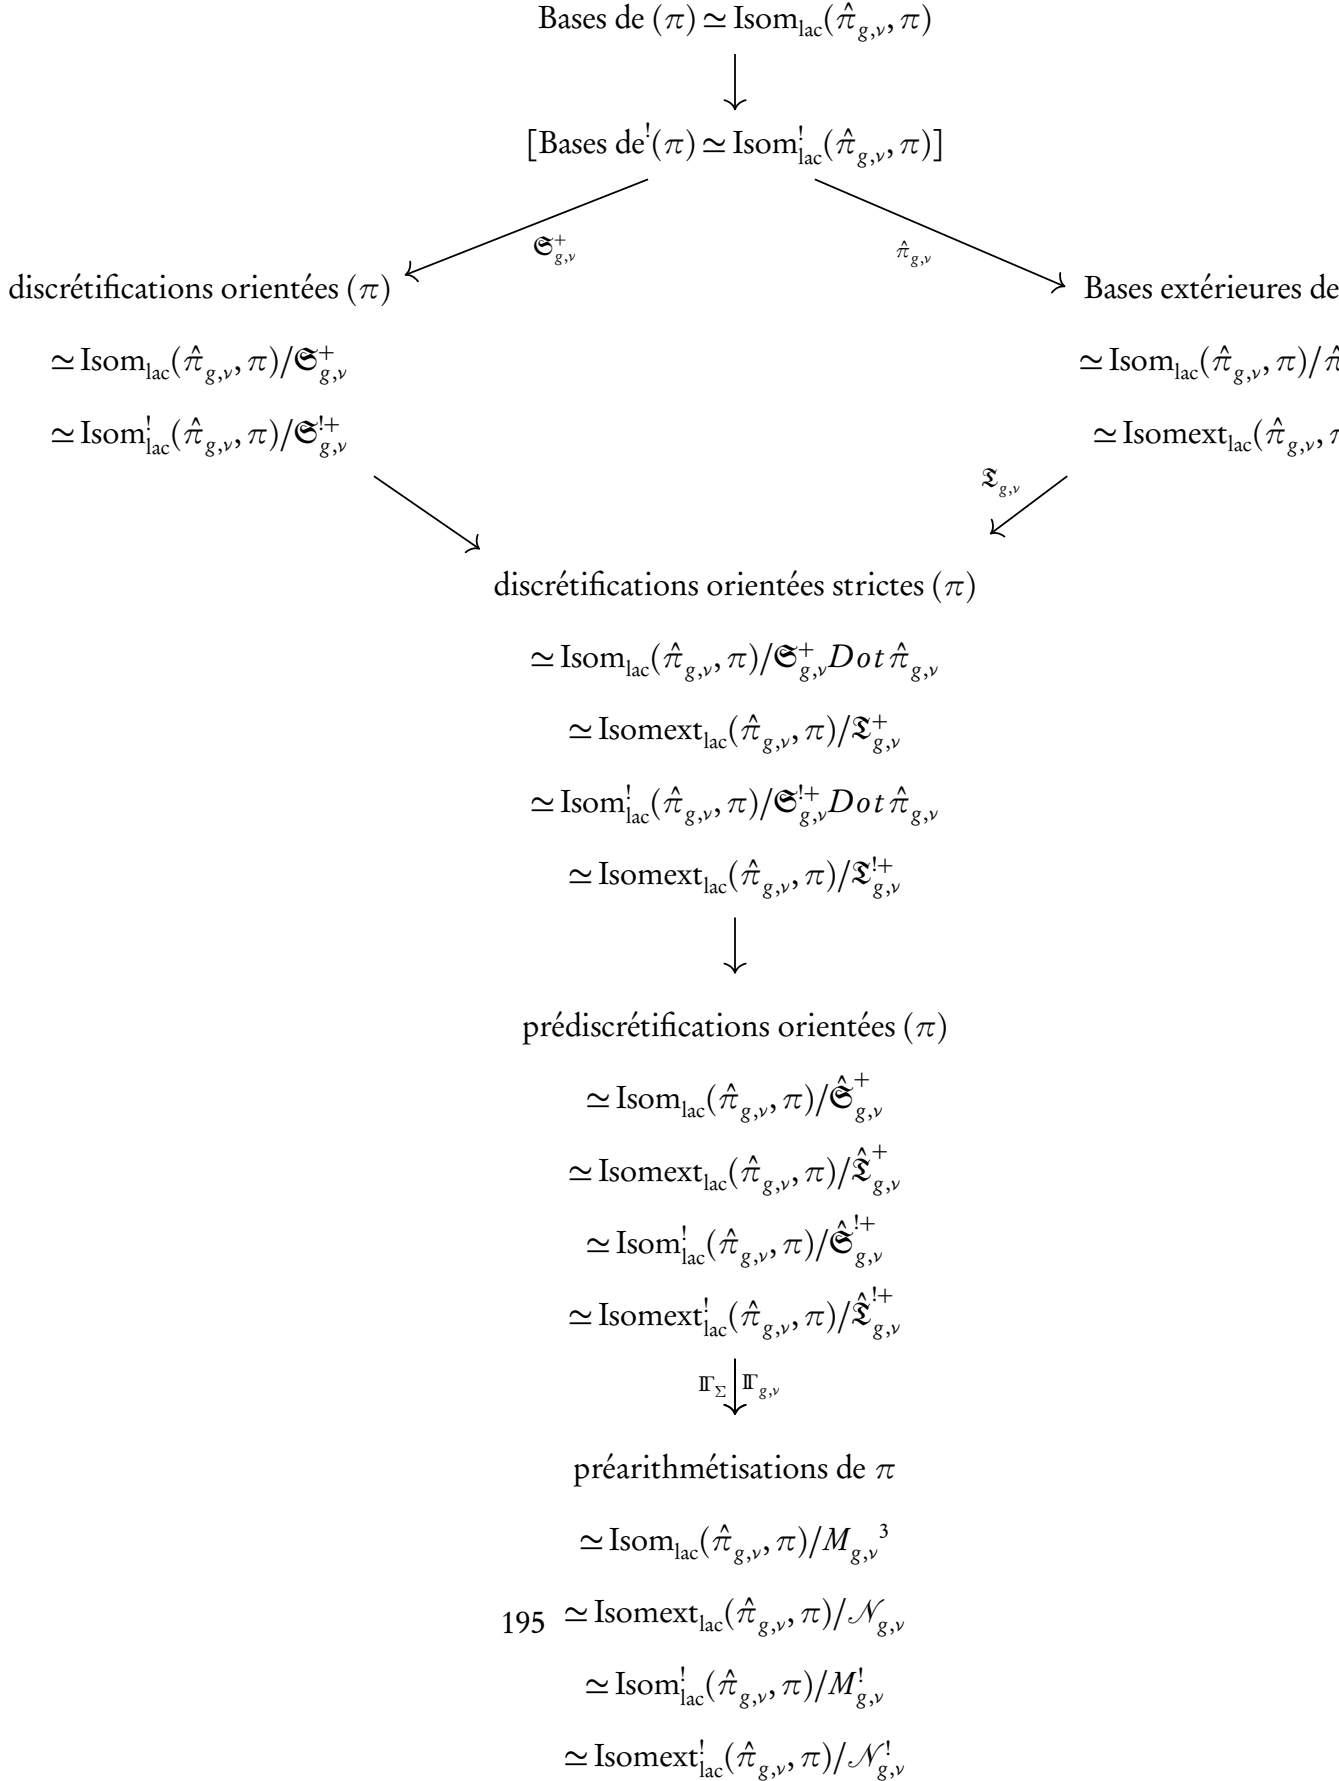 Bases de (π) ≃ Isom_lac(π̂_{g,ν}, π)
[Bases de^!(π) ≃ Isom^!_lac(π̂_{g,ν}, π)]
𝔖^+_{g,ν}
π̂_{g,ν}
discrétifications orientées (π)
≃ Isom_lac(π̂_{g,ν}, π)/𝔖^+_{g,ν}
≃ Isom^!_lac(π̂_{g,ν}, π)/𝔖^{!+}_{g,ν}
Bases extérieures de
≃ Isom_lac(π̂_{g,ν}, π)/π̂
≃ Isomext_lac(π̂_{g,ν}, π
𝔗_{g,ν}
discrétifications orientées strictes (π)
≃ Isom_lac(π̂_{g,ν}, π)/𝔖^+_{g,ν} Dot π̂_{g,ν}
≃ Isomext_lac(π̂_{g,ν}, π)/𝔗^+_{g,ν}
≃ Isom^!_lac(π̂_{g,ν}, π)/𝔖^{!+}_{g,ν} Dot π̂_{g,ν}
≃ Isomext_lac(π̂_{g,ν}, π)/𝔗^{!+}_{g,ν}
prédiscrétifications orientées (π)
≃ Isom_lac(π̂_{g,ν}, π)/𝔖̂^+_{g,ν}
≃ Isomext_lac(π̂_{g,ν}, π)/𝔗̂^+_{g,ν}
≃ Isom^!_lac(π̂_{g,ν}, π)/𝔖̂^{!+}_{g,ν}
≃ Isomext^!_lac(π̂_{g,ν}, π)/𝔗̂^{!+}_{g,ν}
IΓ_Σ IΓ_{g,ν}
préarithmétisations de π
≃ Isom_lac(π̂_{g,ν}, π)/M_{g,ν}³
195 ≃ Isomext_lac(π̂_{g,ν}, π)/𝒩_{g,ν}
≃ Isom^!_lac(π̂_{g,ν}, π)/M^!_{g,ν}
≃ Isomext^!_lac(π̂_{g,ν}, π)/𝒩^!_{g,ν}